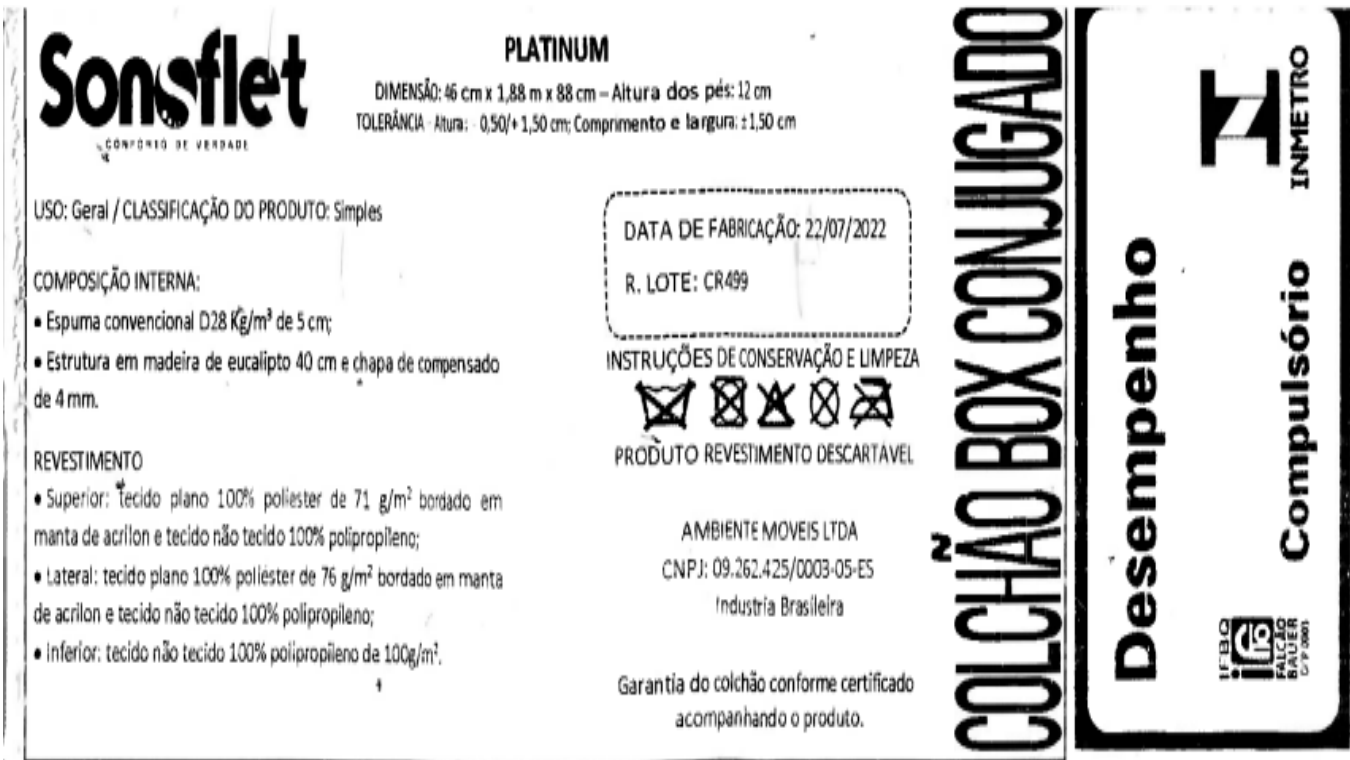 Sonoflet
CONFORTO DE VERDADE
PLATINUM
DIMENSÃO: 46 cm x 1,88 m x 88 cm – Altura dos pés: 12 cm
TOLERÂNCIA - Altura: - 0,50/+ 1,50 cm; Comprimento e largura: ±1,50 cm
USO: Geral / CLASSIFICAÇÃO DO PRODUTO: Simples
COMPOSIÇÃO INTERNA:
• Espuma convencional D28 Kg/m³ de 5 cm;
• Estrutura em madeira de eucalipto 40 cm e chapa de compensado
de 4 mm.
REVESTIMENTO
• Superior: tecido plano 100% poliester de 71 g/m² bordado em
manta de acrilon e tecido não tecido 100% polipropileno;
• Lateral: tecido plano 100% poliéster de 76 g/m² bordado em manta
de acrilon e tecido não tecido 100% polipropileno;
• Inferior: tecido não tecido 100% polipropileno de 100g/m².
DATA DE FABRICAÇÃO: 22/07/2022
R. LOTE: CR499
INSTRUÇÕES DE CONSERVAÇÃO E LIMPEZA
PRODUTO REVESTIMENTO DESCARTAVEL
AMBIENTE MOVEIS LTDA
CNPJ: 09.262.425/0003-05-ES
Industria Brasileira
Garantia do colchão conforme certificado
acompanhando o produto.
2
COLCHÃO BOX CONJUGADO
Desempenho
Compulsório
INMETRO
IFBQ
FALCÃO
BAUER
OCP 0003